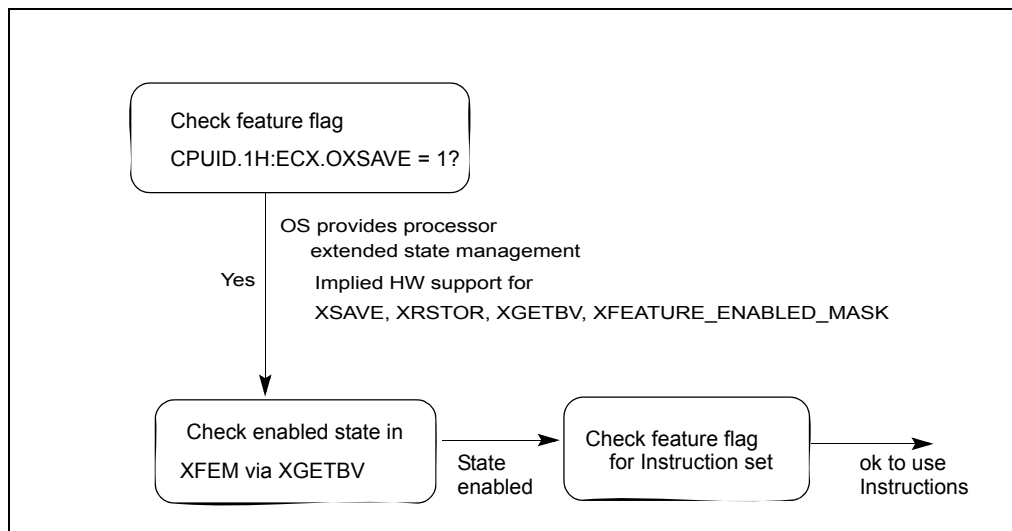 Check feature flag
CPUID.1H:ECX.OXSAVE = 1?
OS provides processor
extended state management
Yes
Implied HW support for
XSAVE, XRSTOR, XGETBV, XFEATURE_ENABLED_MASK
Check enabled state in
XFEM via XGETBV
State
enabled
Check feature flag
for Instruction set
ok to use
Instructions